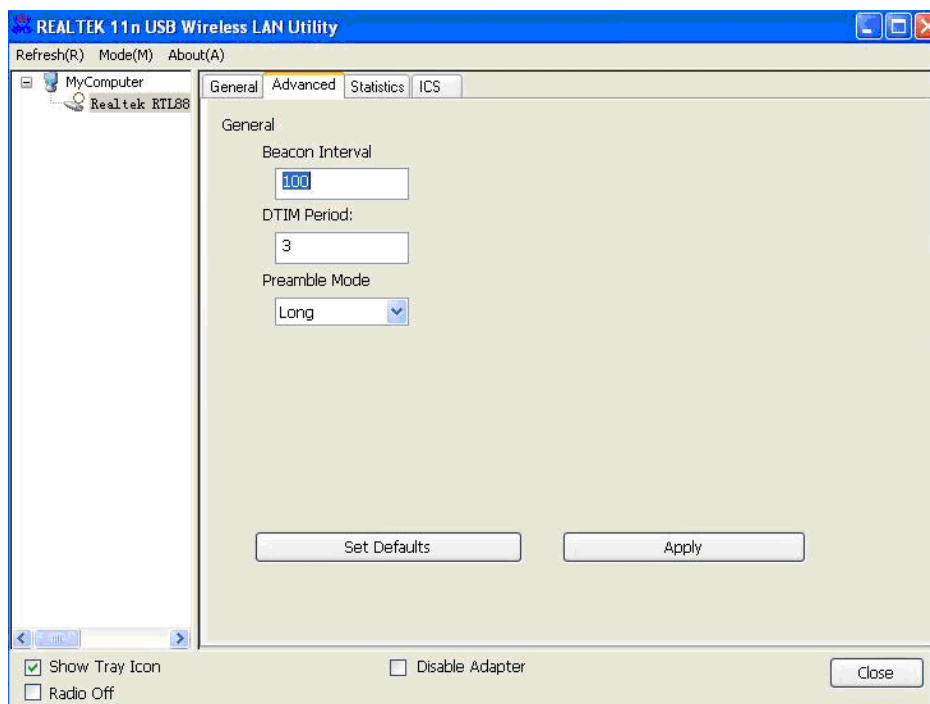 REALTEK 11n USB Wireless LAN Utility
Refresh(R) Mode(M) About(A)
MyComputer
Realtek RTL88
General Advanced Statistics ICS
General
Beacon Interval
100
DTIM Period:
3
Preamble Mode
Long
Set Defaults Apply
Show Tray Icon Disable Adapter Close
Radio Off